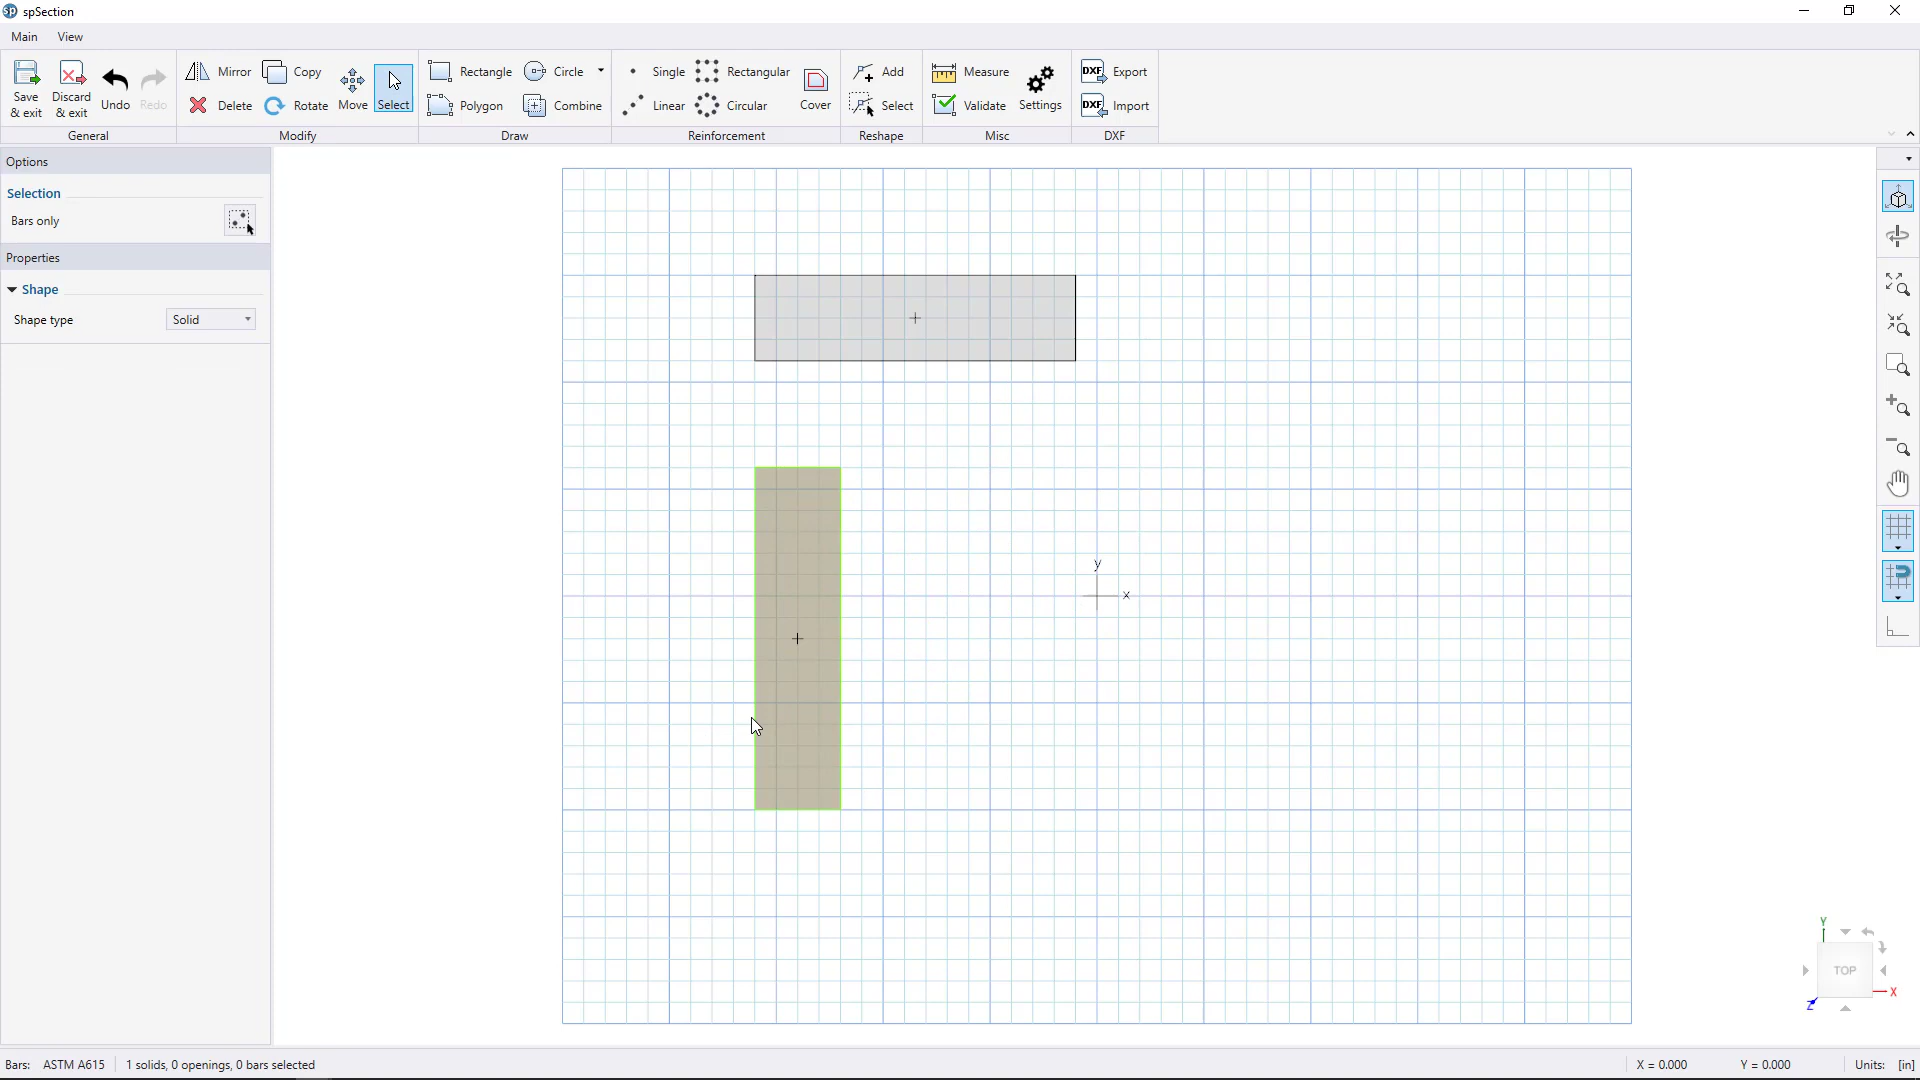 spSection
Main View
Save & exit
Discard & exit
Undo
Redo
General
Mirror
Delete
Copy
Rotate
Move
Select
Modify
Rectangle
Polygon
Circle
Combine
Draw
Single
Linear
Rectangular
Circular
Cover
Reinforcement
Add
Select
Reshape
Measure
Validate
Settings
Misc
DXF Export
DXF Import
DXF
Options
Selection
Bars only
Properties
Shape
Shape type Solid
y
x
Y
TOP
X
Z
Bars: ASTM A615 1 solids, 0 openings, 0 bars selected X = 0.000 Y = 0.000 Units: [in]